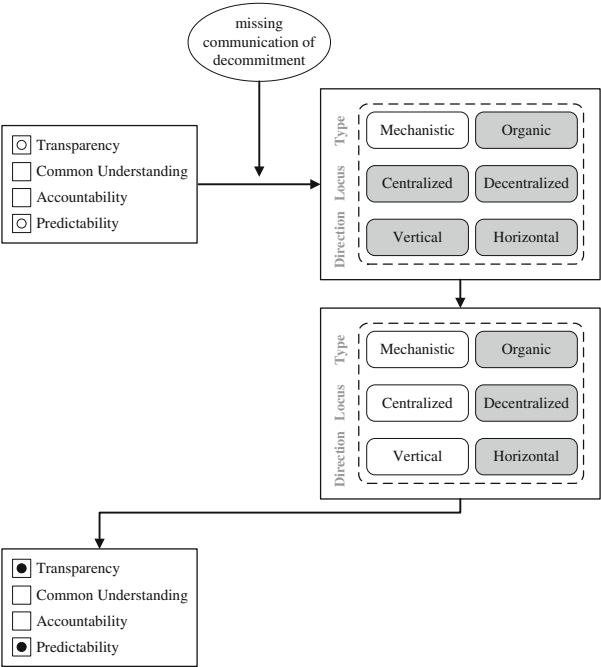 missing
communication of
decommitment
Transparency
Common Understanding
Accountability
Predictability
Type
Mechanistic
Organic
Locus
Centralized
Decentralized
Direction
Vertical
Horizontal
Type
Mechanistic
Organic
Locus
Centralized
Decentralized
Direction
Vertical
Horizontal
Transparency
Common Understanding
Accountability
Predictability